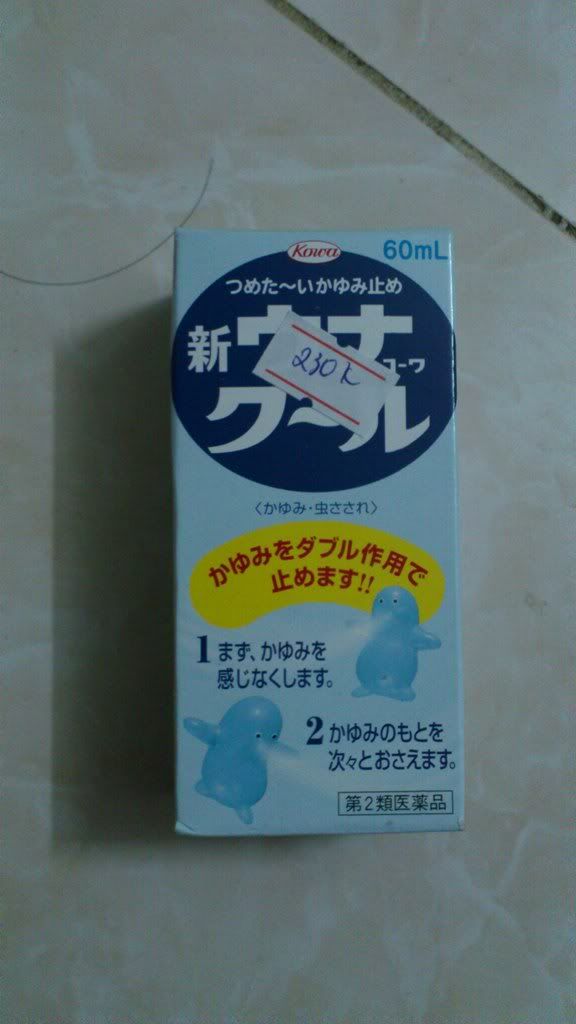 Kowa
60mL
つめた〜いかゆみ止め
新ウナ
コーワ
クール
230k
〈かゆみ・虫さされ〉
かゆみをダブル作用で
止めます!!
1 まず、かゆみを
感じなくします。
2 かゆみのもとを
次々とおさえます。
第2類医薬品